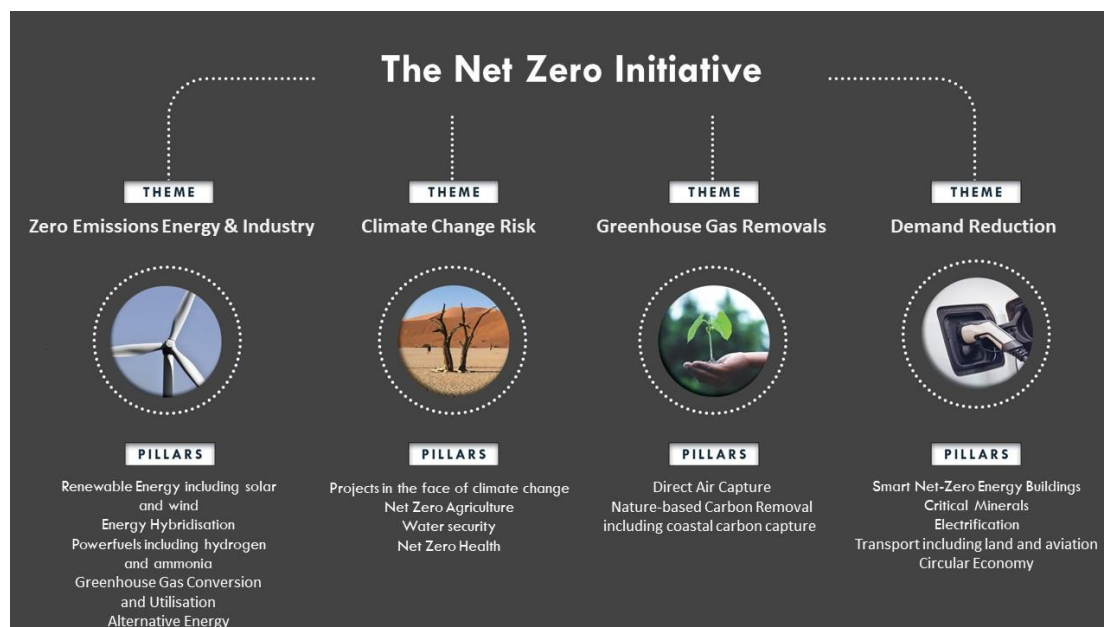 The Net Zero Initiative
THEME
Zero Emissions Energy & Industry
PILLARS
Renewable Energy including solar
and wind
Energy Hybridisation
Powerfuels including hydrogen
and ammonia
Greenhouse Gas Conversion
and Utilisation
Alternative Energy
THEME
Climate Change Risk
PILLARS
Projects in the face of climate change
Net Zero Agriculture
Water security
Net Zero Health
THEME
Greenhouse Gas Removals
PILLARS
Direct Air Capture
Nature-based Carbon Removal
including coastal carbon capture
THEME
Demand Reduction
PILLARS
Smart Net-Zero Energy Buildings
Critical Minerals
Electrification
Transport including land and aviation
Circular Economy